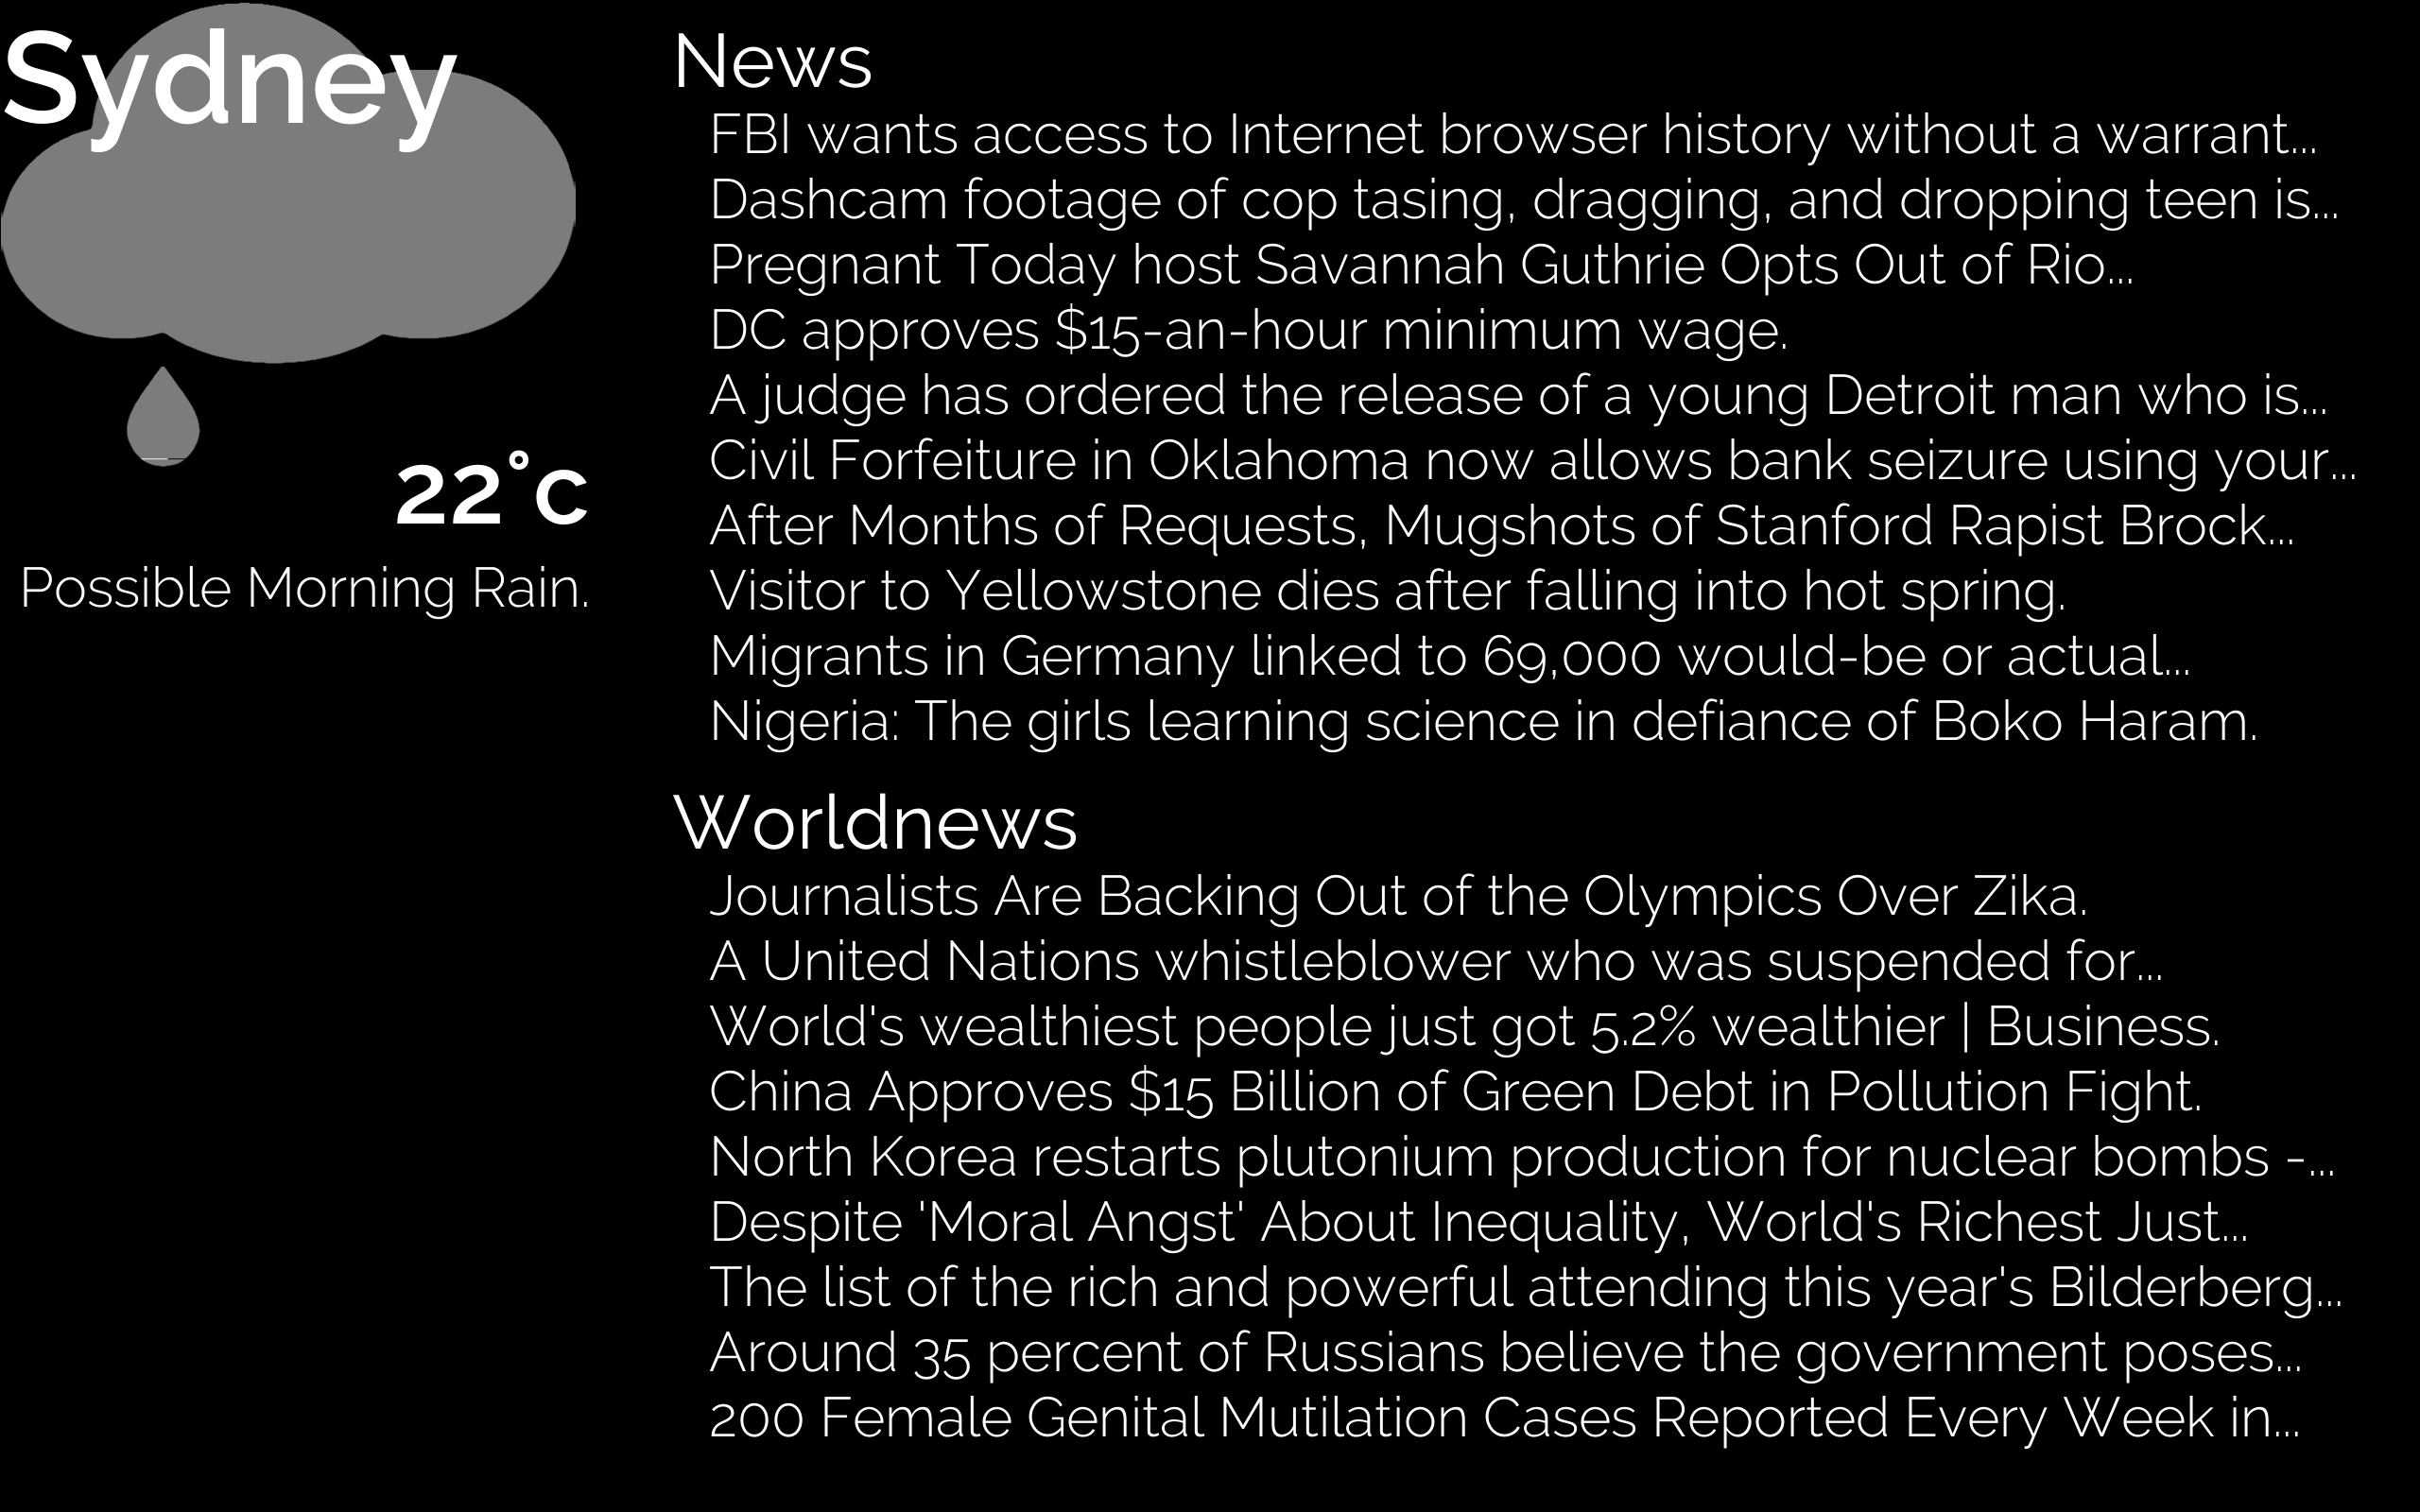 Sydney
22°c
Possible Morning Rain.
News
FBI wants access to Internet browser history without a warrant...
Dashcam footage of cop tasing, dragging, and dropping teen is...
Pregnant Today host Savannah Guthrie Opts Out of Rio...
DC approves $15-an-hour minimum wage.
A judge has ordered the release of a young Detroit man who is...
Civil Forfeiture in Oklahoma now allows bank seizure using your...
After Months of Requests, Mugshots of Stanford Rapist Brock...
Visitor to Yellowstone dies after falling into hot spring.
Migrants in Germany linked to 69,000 would-be or actual...
Nigeria: The girls learning science in defiance of Boko Haram.
Worldnews
Journalists Are Backing Out of the Olympics Over Zika.
A United Nations whistleblower who was suspended for...
World's wealthiest people just got 5.2% wealthier | Business.
China Approves $15 Billion of Green Debt in Pollution Fight.
North Korea restarts plutonium production for nuclear bombs -...
Despite 'Moral Angst' About Inequality, World's Richest Just...
The list of the rich and powerful attending this year's Bilderberg...
Around 35 percent of Russians believe the government poses...
200 Female Genital Mutilation Cases Reported Every Week in...